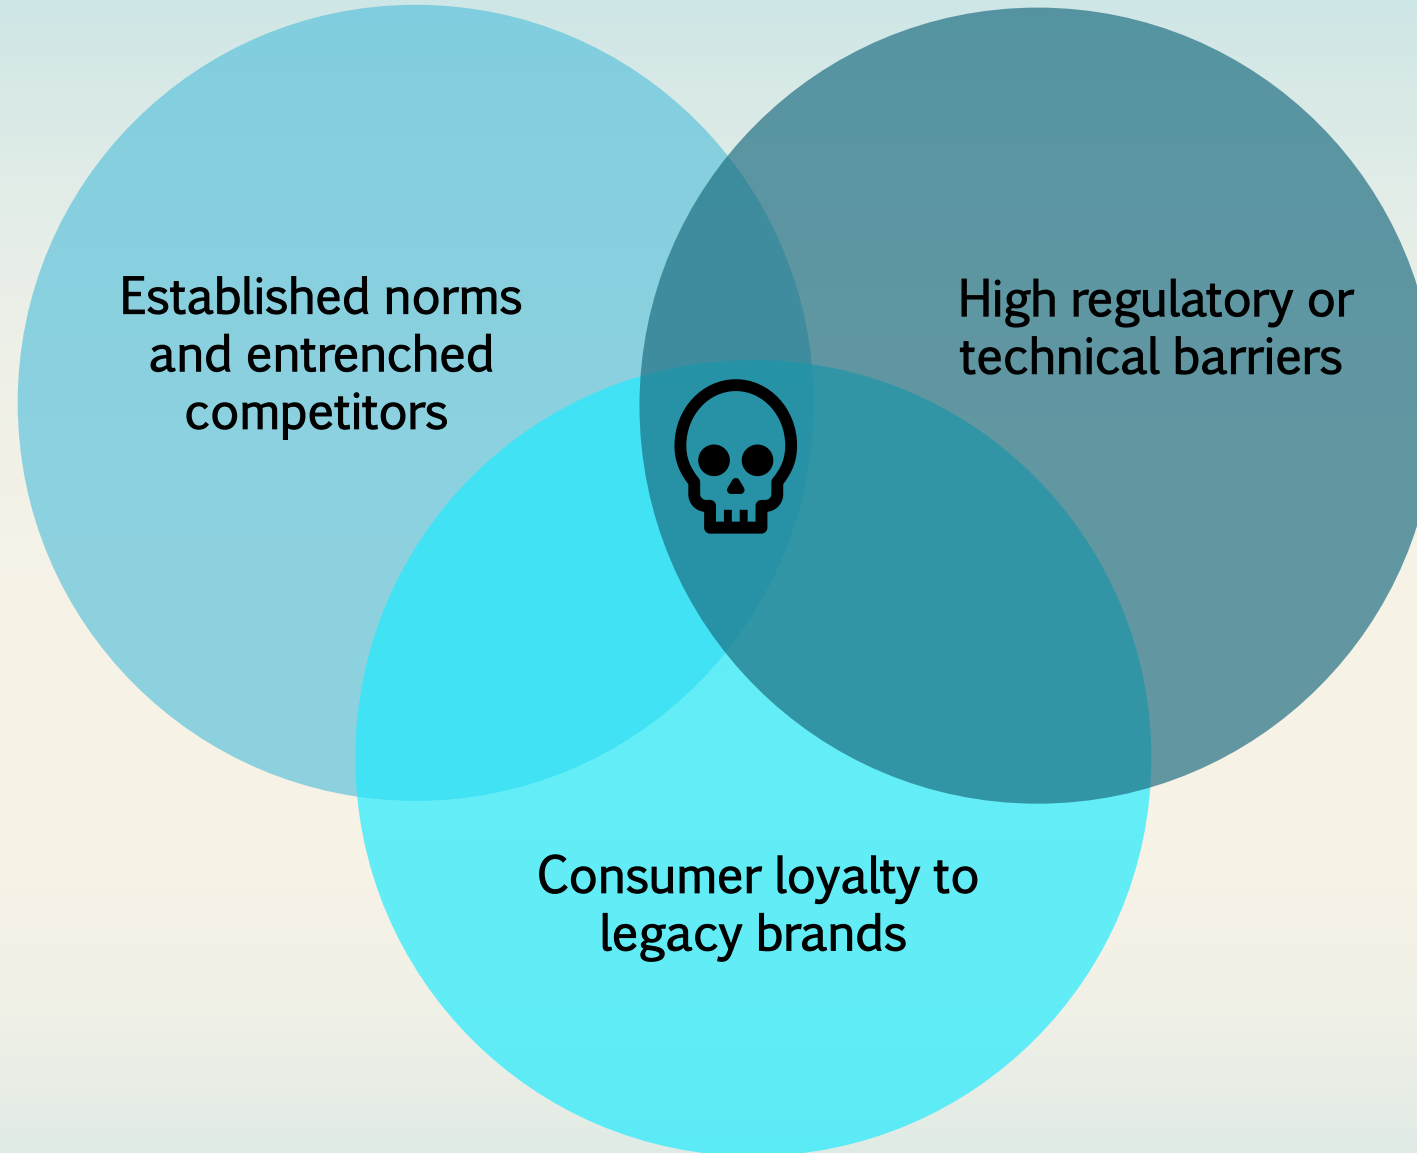 Established norms
and entrenched
competitors
High regulatory or
technical barriers
Consumer loyalty to
legacy brands